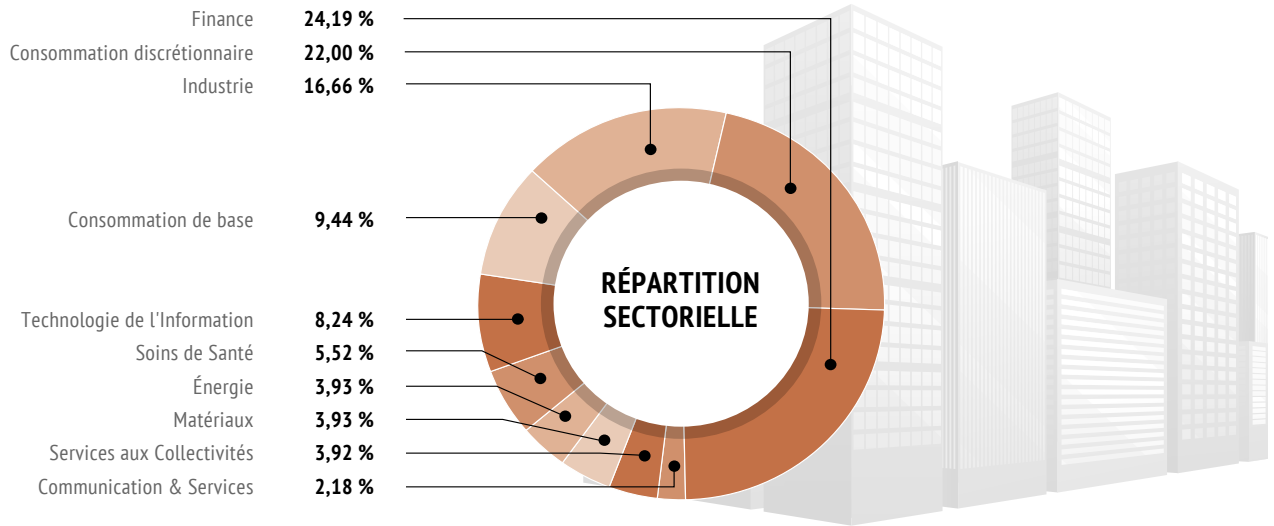 Finance 24,19 %
Consommation discrétionnaire 22,00 %
Industrie 16,66 %
Consommation de base 9,44 %
RÉPARTITION
SECTORIELLE
Technologie de l'Information 8,24 %
Soins de Santé 5,52 %
Énergie 3,93 %
Matériaux 3,93 %
Services aux Collectivités 3,92 %
Communication & Services 2,18 %